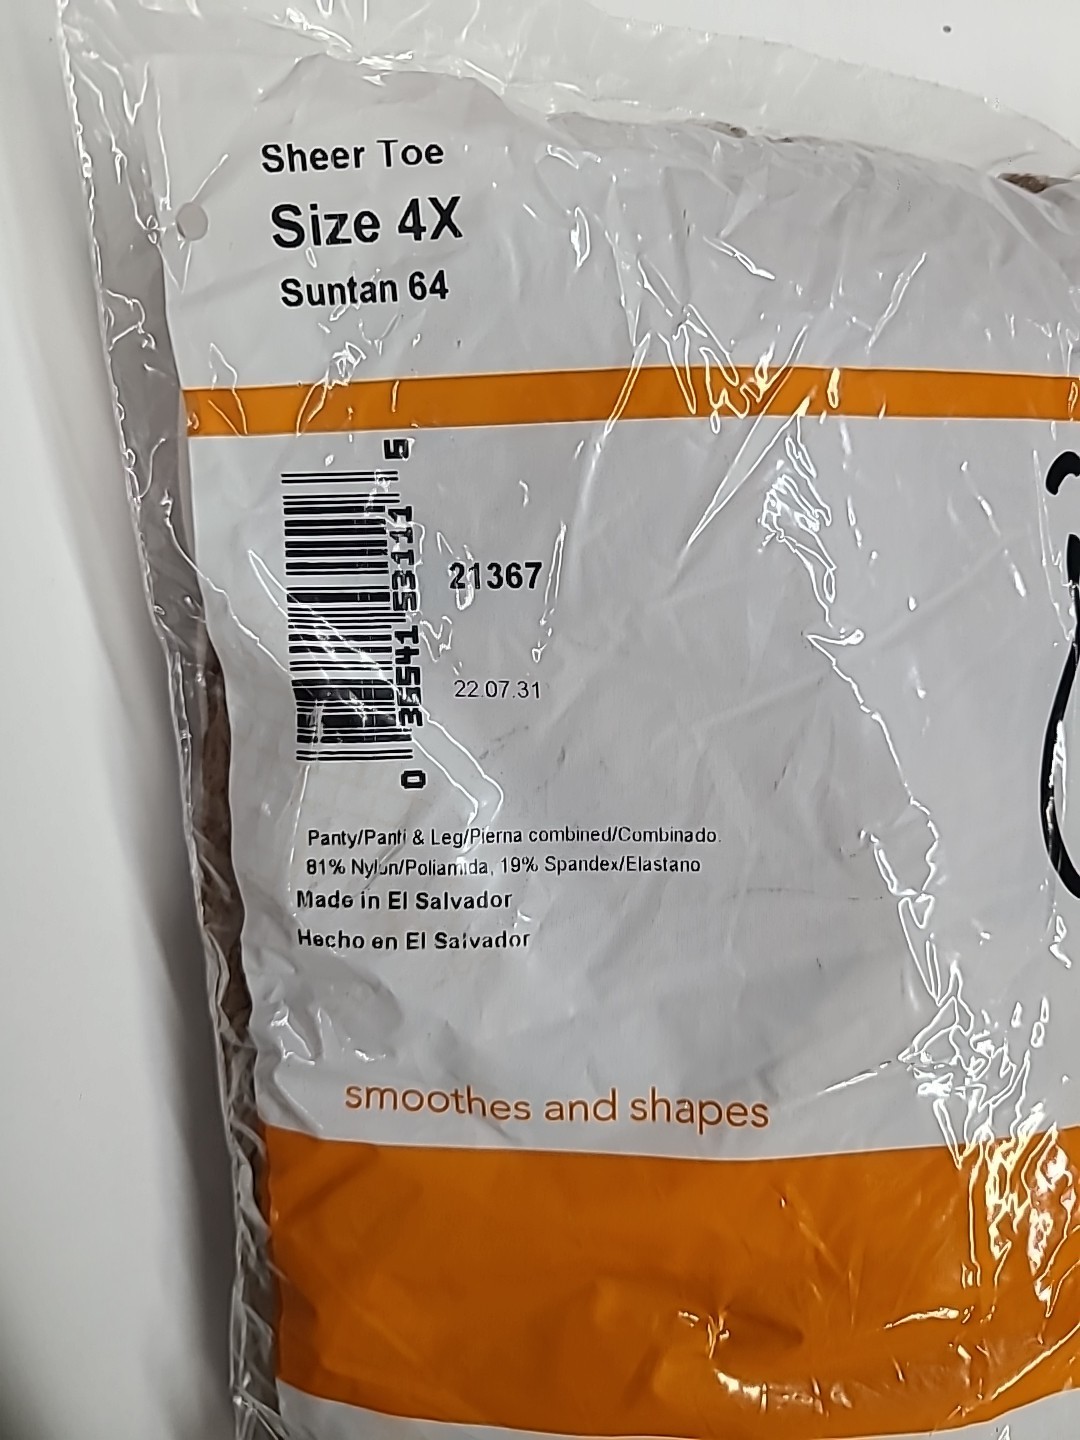 Sheer Toe
Size 4X
Suntan 64
0 35541 53111 5
21367
22.07.31
Panty/Panti & Leg/Pierna combined/Combinado.
81% Nylon/Poliamida, 19% Spandex/Elastano
Made in El Salvador
Hecho en El Salvador
smoothes and shapes